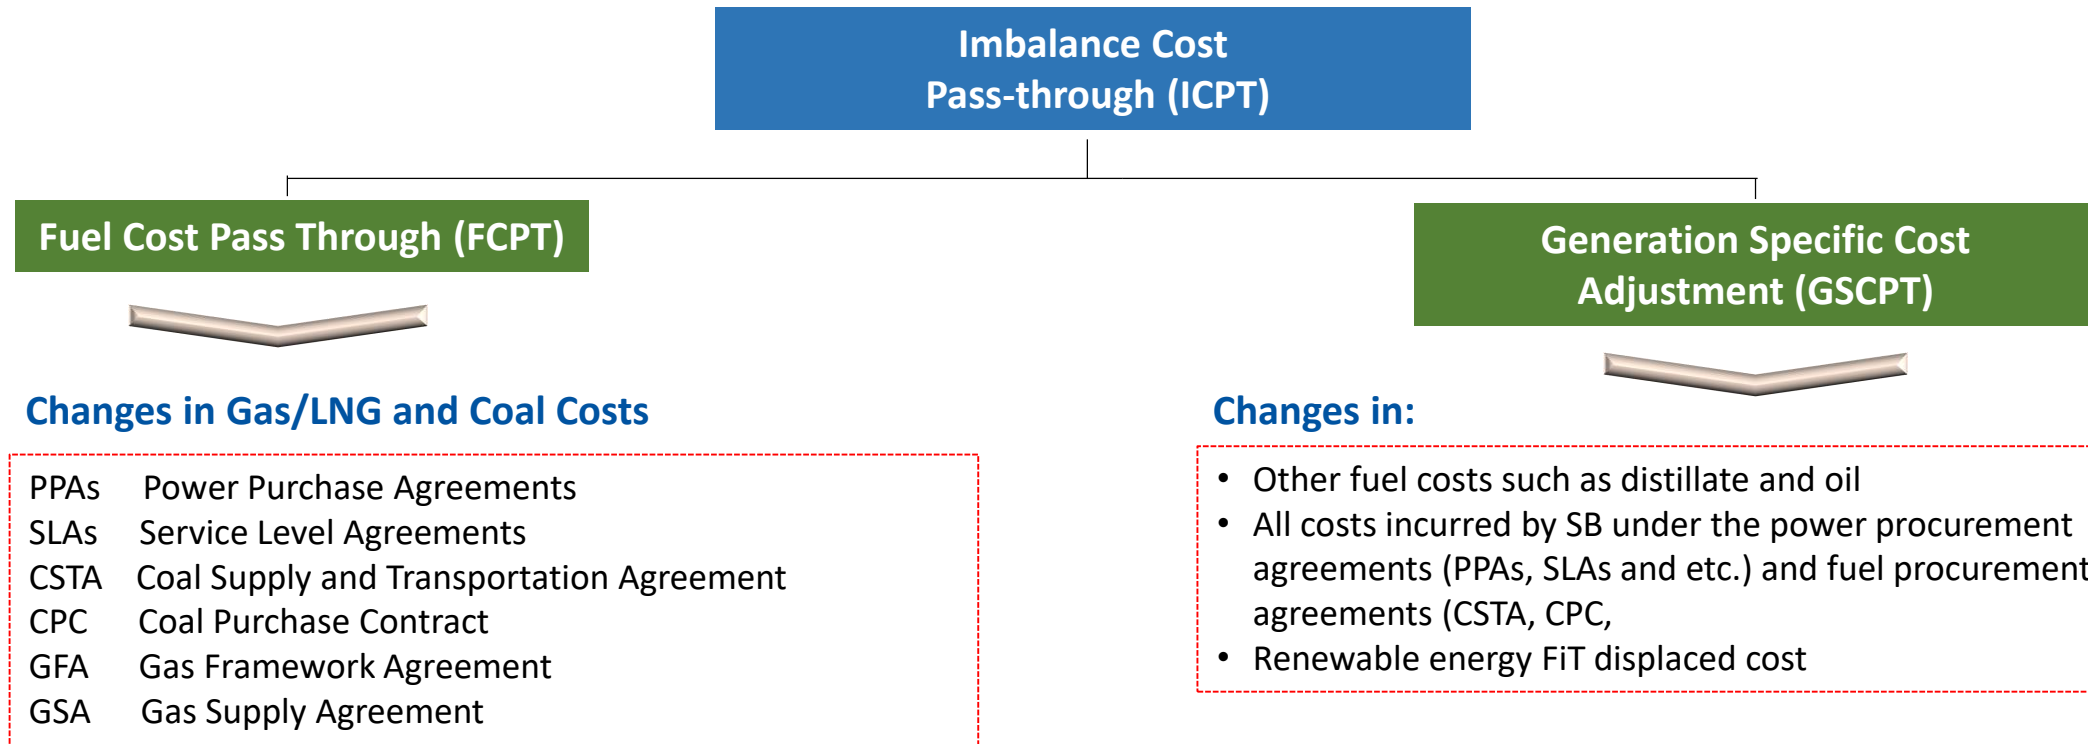 Imbalance Cost
Pass-through (ICPT)
Fuel Cost Pass Through (FCPT)
Generation Specific Cost
Adjustment (GSCPT)
Changes in Gas/LNG and Coal Costs
PPAs Power Purchase Agreements
SLAs Service Level Agreements
CSTA Coal Supply and Transportation Agreement
CPC Coal Purchase Contract
GFA Gas Framework Agreement
GSA Gas Supply Agreement
Changes in:
• Other fuel costs such as distillate and oil
• All costs incurred by SB under the power procurement
agreements (PPAs, SLAs and etc.) and fuel procurement
agreements (CSTA, CPC,
• Renewable energy FiT displaced cost